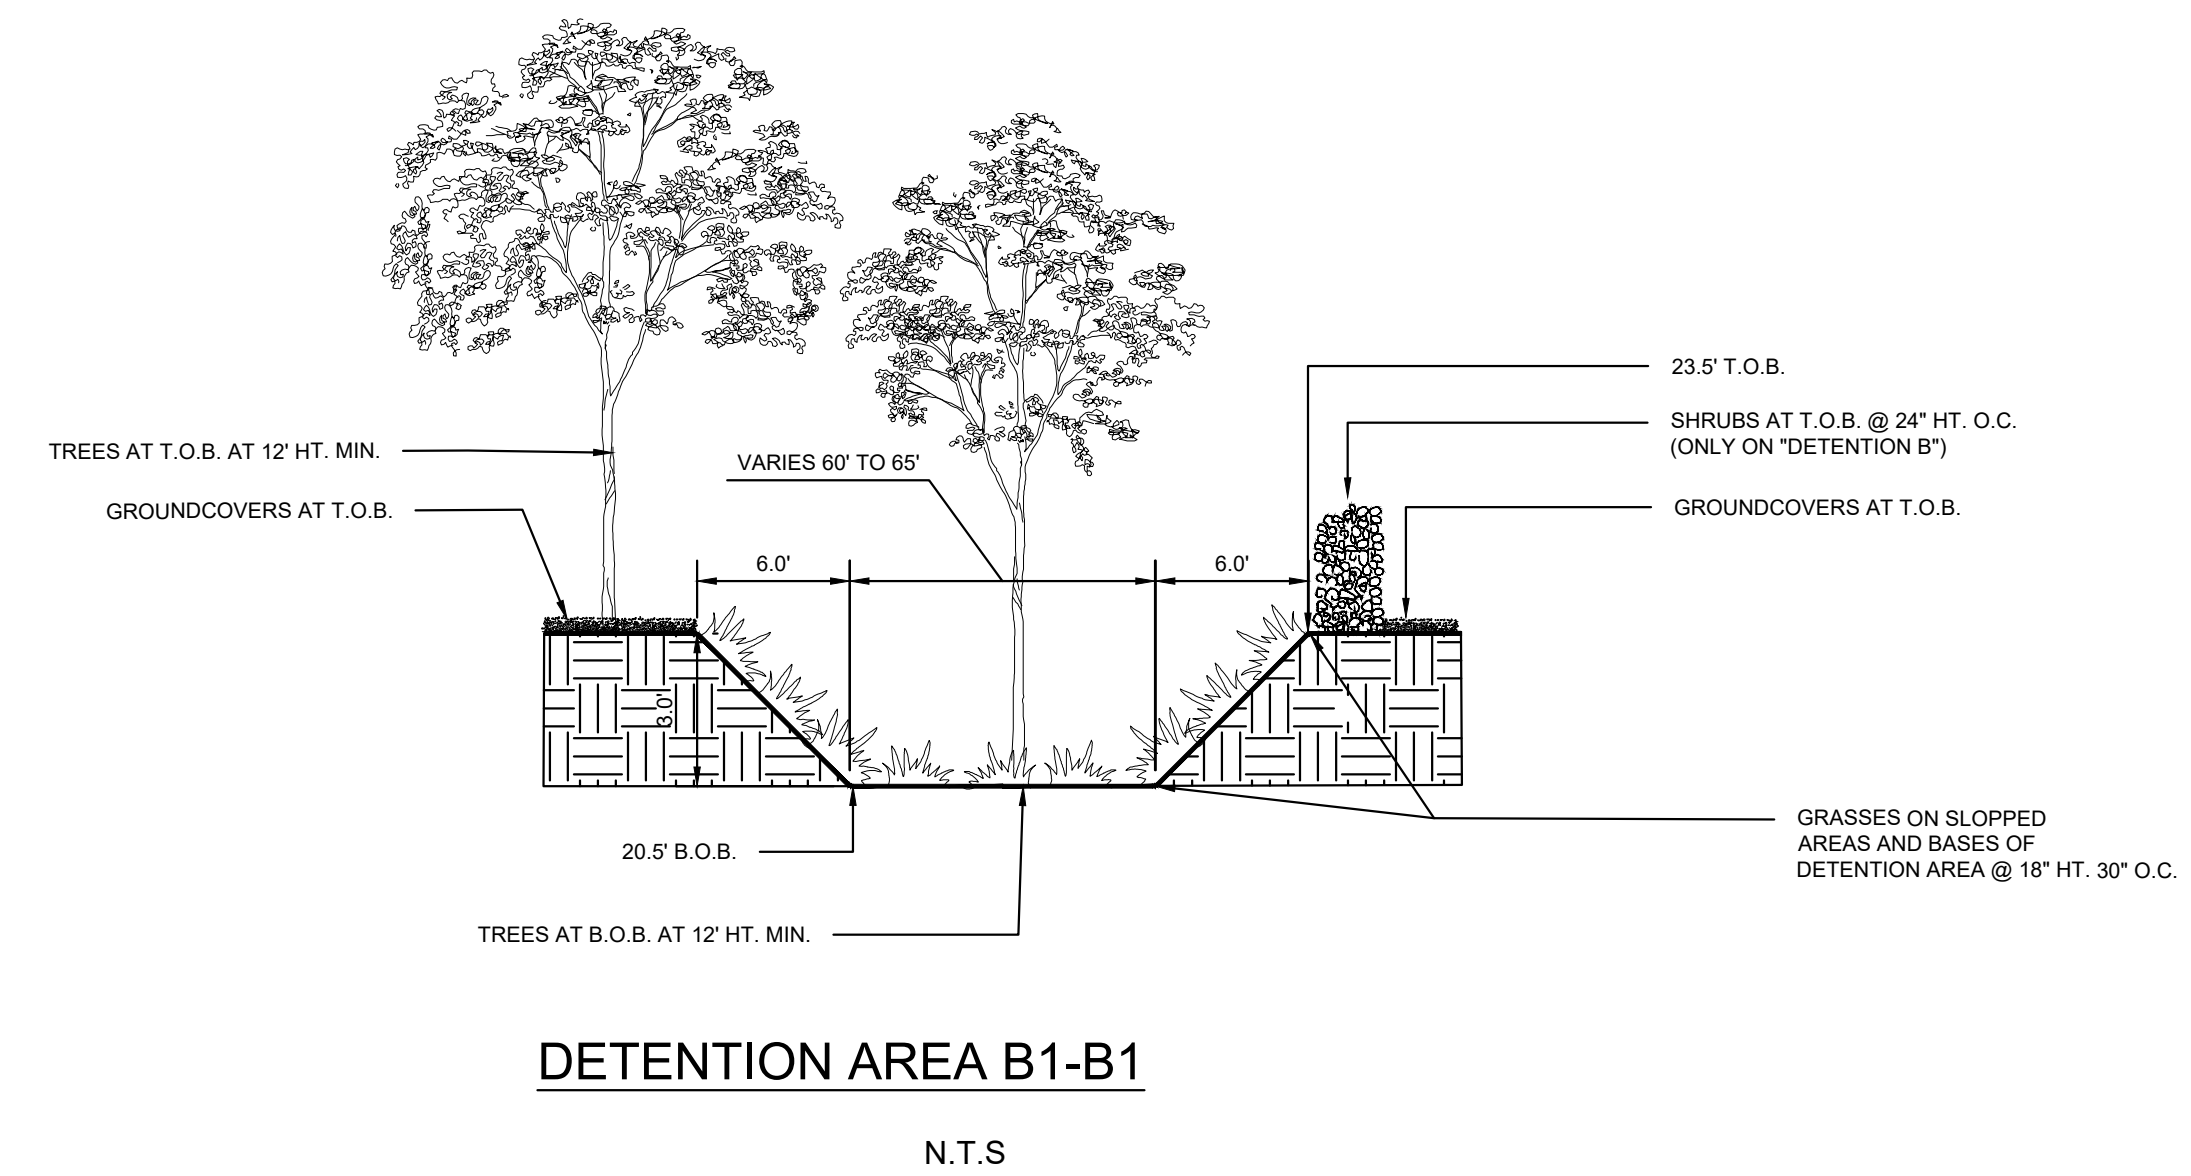 23.5' T.O.B.
SHRUBS AT T.O.B. @ 24" HT. O.C.
(ONLY ON "DETENTION B")
TREES AT T.O.B. AT 12' HT. MIN.
VARIES 60' TO 65'
GROUNDCOVERS AT T.O.B.
GROUNDCOVERS AT T.O.B.
6.0'
6.0'
3.0'
GRASSES ON SLOPPED
AREAS AND BASES OF
DETENTION AREA @ 18" HT. 30" O.C.
20.5' B.O.B.
TREES AT B.O.B. AT 12' HT. MIN.
DETENTION AREA B1-B1
N.T.S